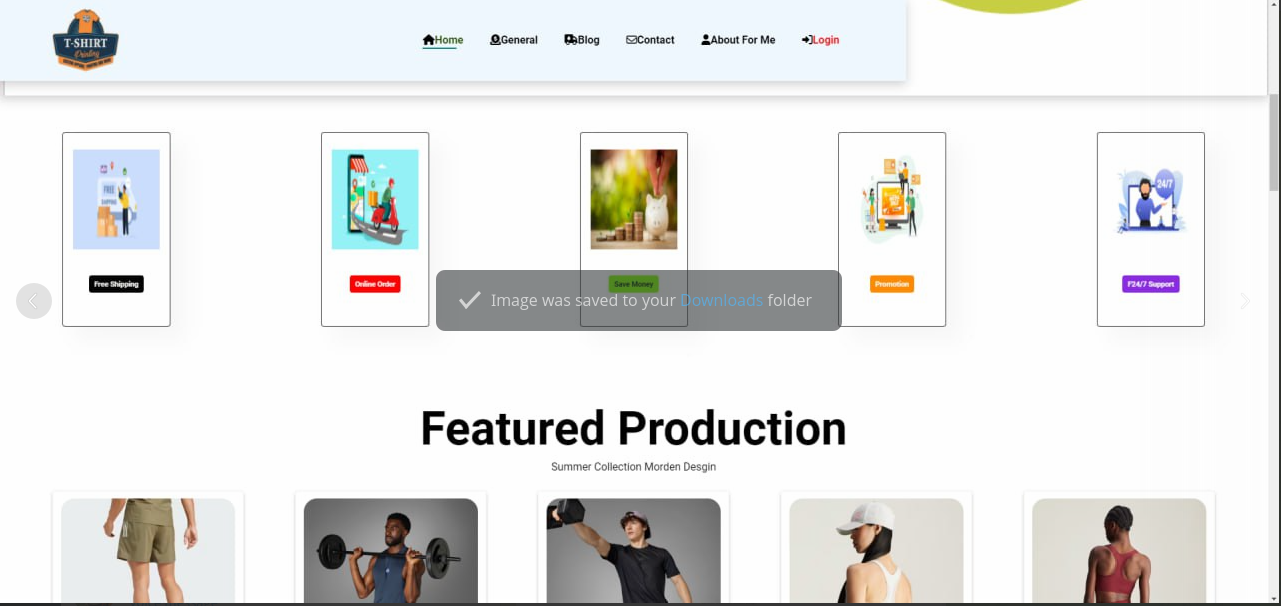 T-SHIRT
Printing
Home General Blog Contact About For Me Login
FREE
SHIPPING
24/7
Free Shipping
Online Order
Save Money
Promotion
F24/7 Support
Image was saved to your Downloads folder
Featured Production
Summer Collection Morden Desgin